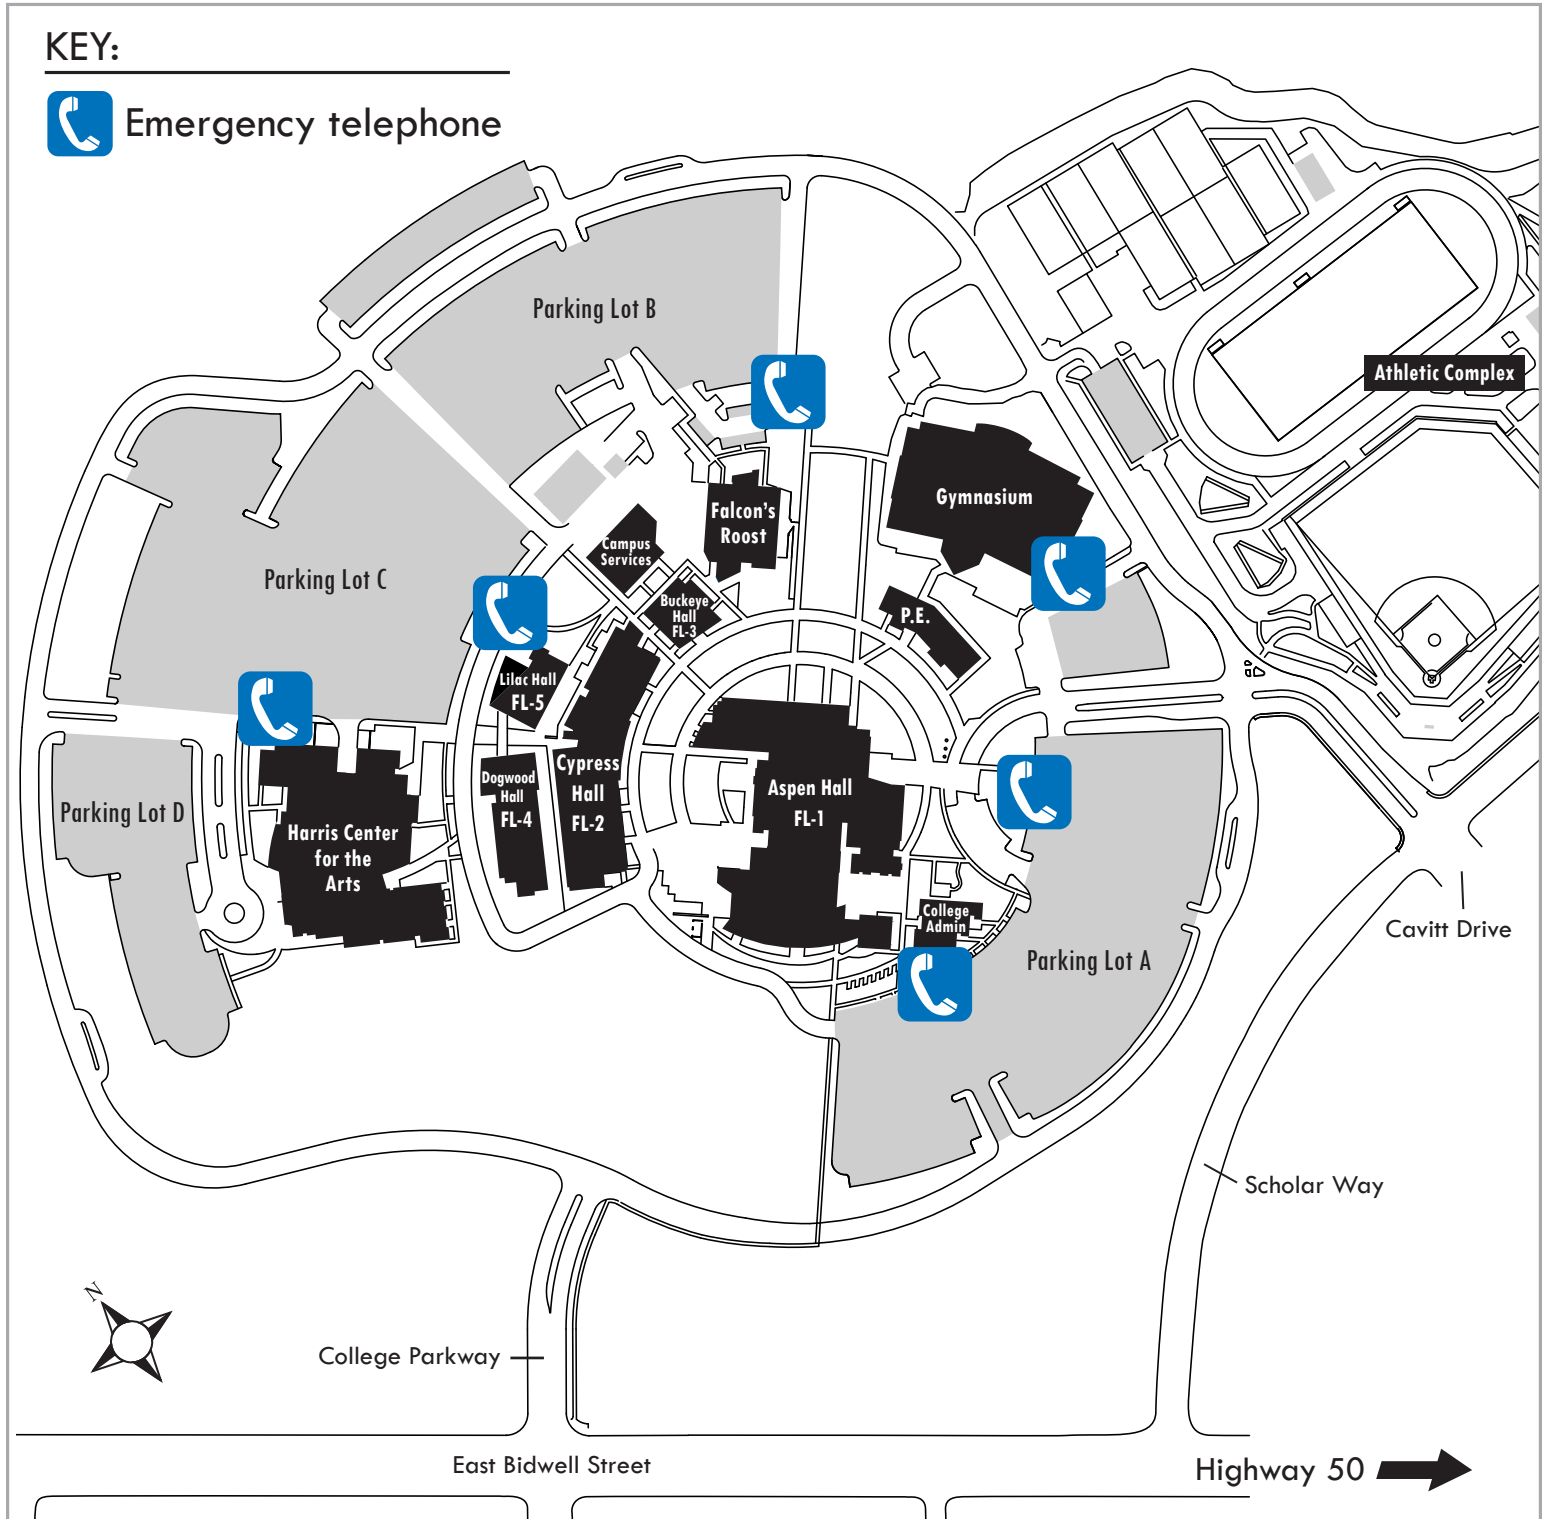 KEY:
Emergency telephone
Parking Lot B
Athletic Complex
Gymnasium
Falcon's
Roost
Campus
Services
Parking Lot C
Buckeye
Hall
FL-3
P.E.
Lilac Hall
FL-5
Cypress
Hall
FL-2
Dogwood
Hall
FL-4
Aspen Hall
FL-1
Parking Lot D
Harris Center
for the
Arts
College
Admin
Cavitt Drive
Parking Lot A
Scholar Way
N
College Parkway
East Bidwell Street
Highway 50